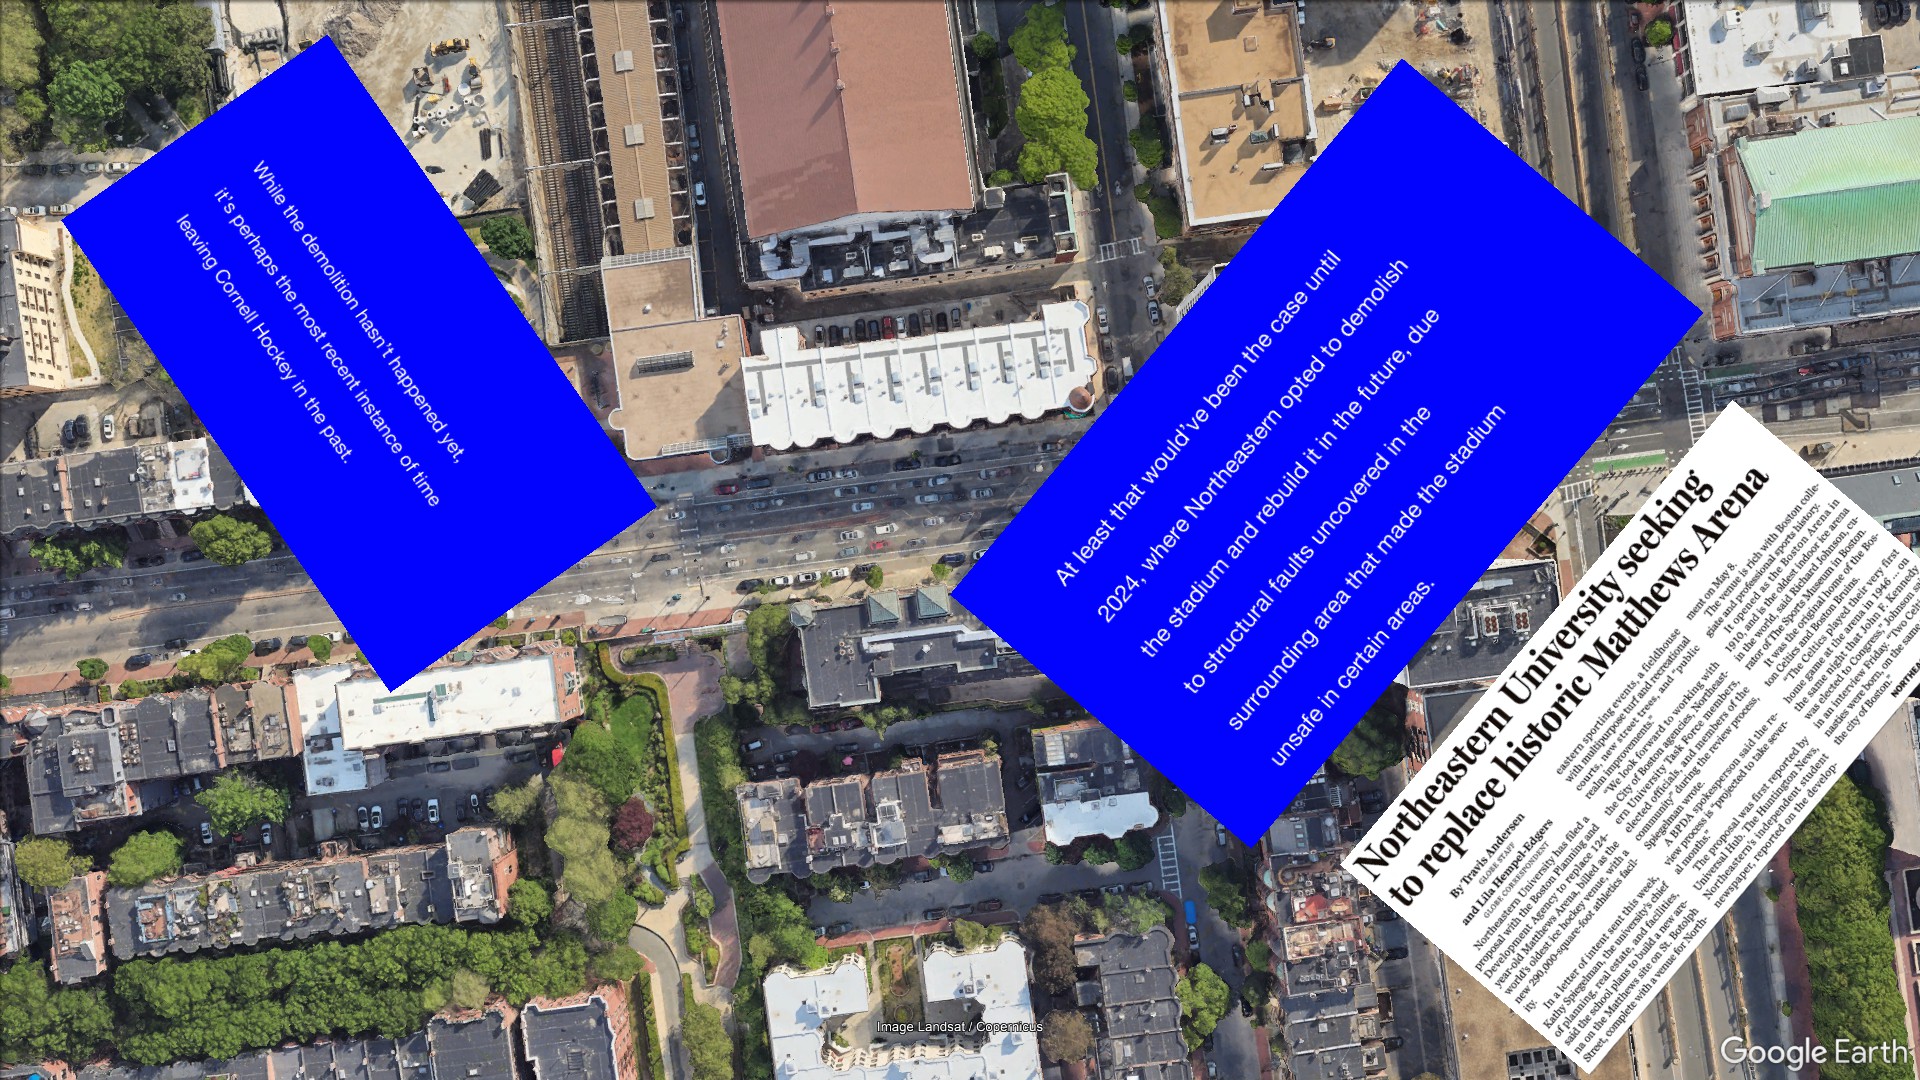 While the demolition hasn't happened yet,
it's perhaps the most recent instance of time
leaving Cornell Hockey in the past.
At least that would've been the case until
2024, where Northeastern opted to demolish
the stadium and rebuild it in the future, due
to structural faults uncovered in the
surrounding area that made the stadium
unsafe in certain areas.
Northeastern University seeking
to replace historic Matthews Arena
By Travis Andersen
GLOBE STAFF
and Lila Hempel-Edgers
GLOBE CORRESPONDENT
Northeastern University has filed a
proposal with the Boston Planning and
Development Agency to replace 124-
year-old Matthews Arena, billed as the
world's oldest ice hockey venue, with a
new 290,000-square-foot athletics facil-
ity.
In a letter of intent sent this week,
Kathy Spiegelman, the university's chief
of planning, real estate, and facilities,
said the school plans to build a new are-
na on the Matthews site on St. Botolph
Street, complete with a venue for North-
eastern sporting events, a fieldhouse
with multipurpose turf and recreational
courts, new street trees, and "public
realm improvements."
"We look forward to working with
the City of Boston agencies, Northeast-
ern University Task Force members,
elected officials, and members of the
community" during the review process,
Spiegelman wrote.
A BPDA spokesperson said the re-
view process is "projected to take sever-
al months."
The proposal was first reported by
Universal Hub. The Huntington News,
Northeastern's independent student
newspaper, reported on the develop-
ment on May 8.
The venue is rich with Boston colle-
giate and professional sports history.
It opened as the Boston Arena in
1910, and is the oldest indoor ice arena
in the world, said Richard Johnson, cu-
rator of The Sports Museum in Boston.
It was the original home of the Bos-
ton Celtics and Boston Bruins.
"The Celtics played their very first
home game at the arena in 1946 ... on
the same night that John F. Kennedy
was elected to Congress," Johnson
in an interview Friday. "Two
nasties were born, on the same
the city of Boston."
Image Landsat / Copernicus
Google Earth